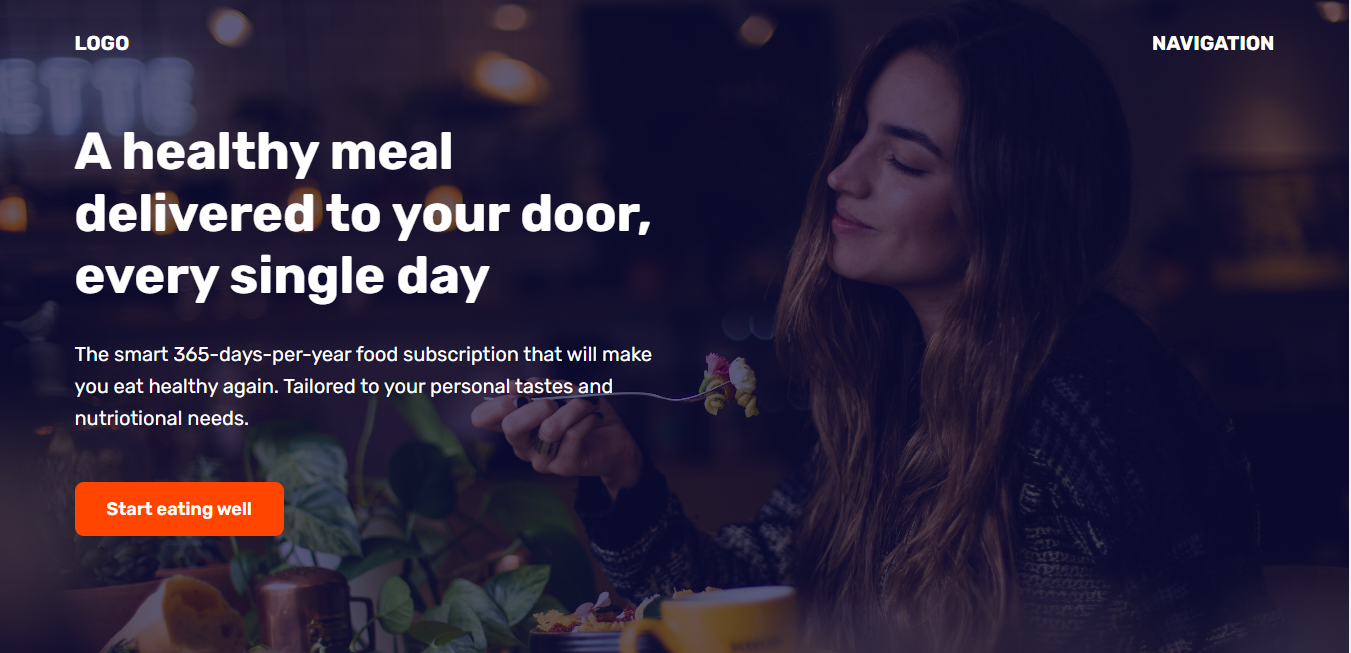 LOGO
NAVIGATION
ETTE
A healthy meal
delivered to your door,
every single day
The smart 365-days-per-year food subscription that will make
you eat healthy again. Tailored to your personal tastes and
nutriotional needs.
Start eating well